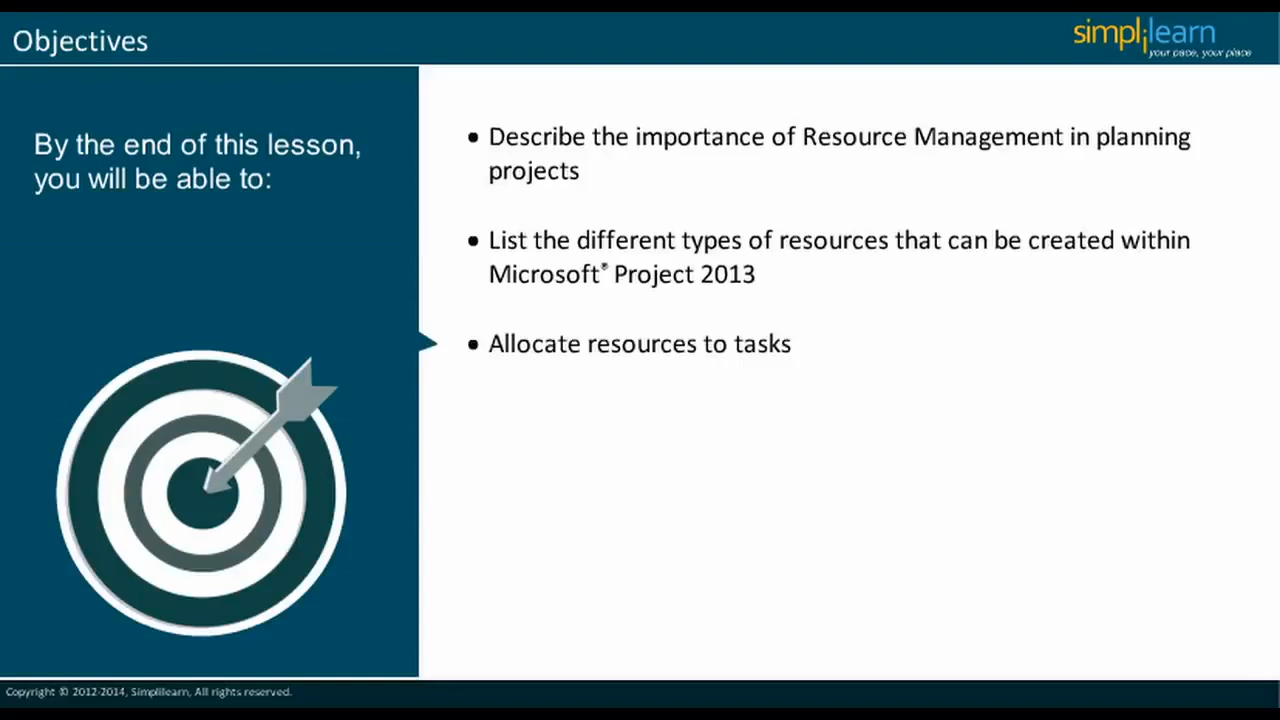 Objectives
simplilearn
your pace, your place
By the end of this lesson,
you will be able to:
• Describe the importance of Resource Management in planning
projects
• List the different types of resources that can be created within
Microsoft® Project 2013
• Allocate resources to tasks
Copyright © 2012-2014, Simplilearn, All rights reserved.